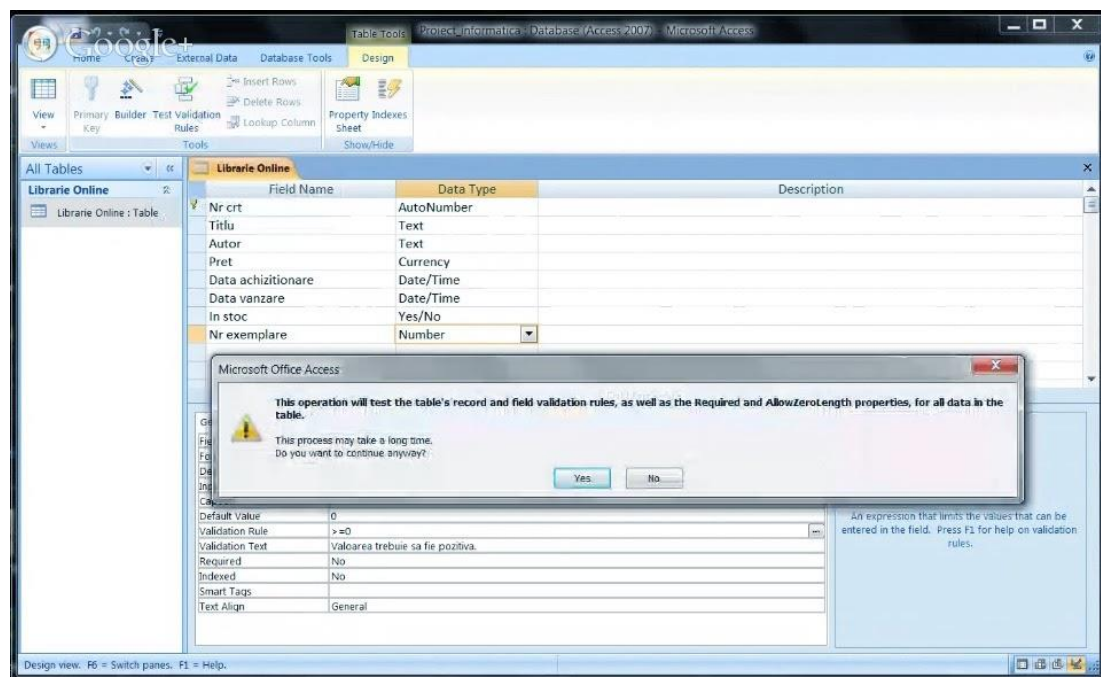 Google+
Table Tools
Project_informatica : Database (Access 2007) - Microsoft Access
Home Create External Data Database Tools Design
View
Primary Key
Builder
Test Validation Rules
Insert Rows
Delete Rows
Lookup Column
Property Sheet
Indexes
Views Tools Show/Hide
All Tables
Librarie Online
Librarie Online : Table
Librarie Online
Field Name Data Type Description
Nr crt AutoNumber
Titlu Text
Autor Text
Pret Currency
Data achizitionare Date/Time
Data vanzare Date/Time
In stoc Yes/No
Nr exemplare Number
Microsoft Office Access
This operation will test the table's record and field validation rules, as well as the Required and AllowZeroLength properties, for all data in the
table.
This process may take a long time.
Do you want to continue anyway?
Yes No
Default Value 0
Validation Rule >=0
Validation Text Valoarea trebuie sa fie pozitiva.
Required No
Indexed No
Smart Tags
Text Align General
An expression that limits the values that can be
entered in the field. Press F1 for help on validation
rules.
Design view. F6 = Switch panes. F1 = Help.